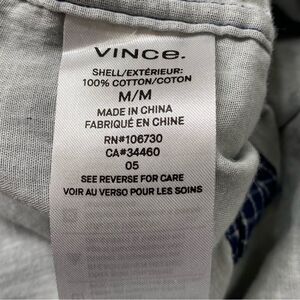 VINCE.
SHELL/EXTÉRIEUR:
100% COTTON/COTON
M/M
MADE IN CHINA
FABRIQUÉ EN CHINE
RN#106730
CA#34460
05
SEE REVERSE FOR CARE
VOIR AU VERSO POUR LES SOINS